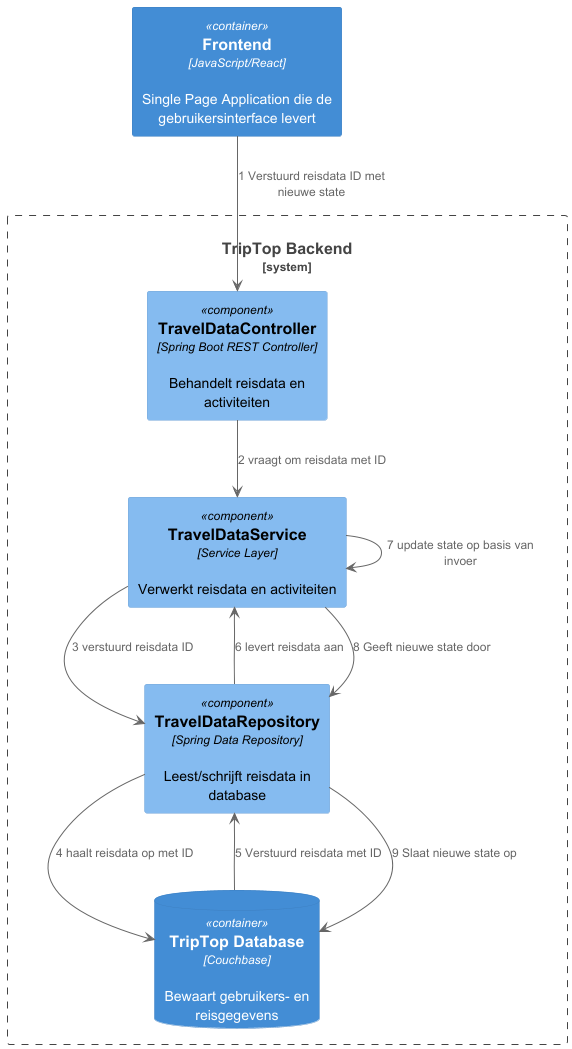 «container»
Frontend
[JavaScript/React]
Single Page Application die de
gebruikersinterface levert
1 Verstuurd reisdata ID met
nieuwe state
TripTop Backend
[system]
«component»
TravelDataController
[Spring Boot REST Controller]
Behandelt reisdata en
activiteiten
2 vraagt om reisdata met ID
«component»
TravelDataService
[Service Layer]
Verwerkt reisdata en activiteiten
7 update state op basis van
invoer
3 verstuurd reisdata ID
6 levert reisdata aan
8 Geeft nieuwe state door
«component»
TravelDataRepository
[Spring Data Repository]
Leest/schrijft reisdata in
database
4 haalt reisdata op met ID
5 Verstuurd reisdata met ID
9 Slaat nieuwe state op
«container»
TripTop Database
[Couchbase]
Bewaart gebruikers- en
reisgegevens